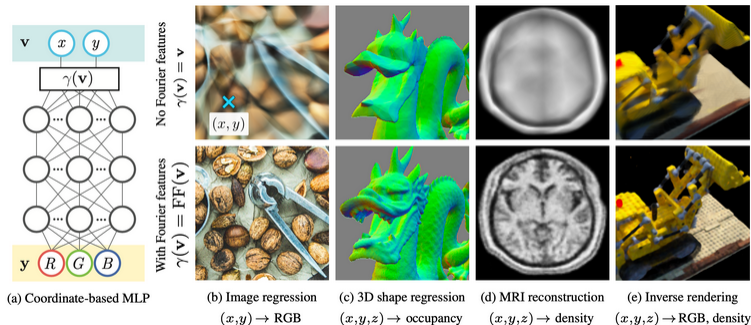 v x y
γ(v)
y R G B
(a) Coordinate-based MLP
No Fourier features
γ(v) = v
With Fourier features
γ(v) = FF(v)
(x, y)
(b) Image regression
(x,y) → RGB
(c) 3D shape regression
(x,y,z) → occupancy
(d) MRI reconstruction
(x,y,z) → density
(e) Inverse rendering
(x,y,z) → RGB, density